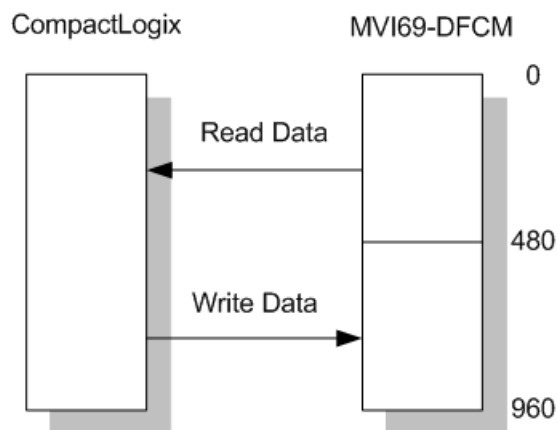 CompactLogix
MVI69-DFCM
0
Read Data
480
Write Data
960